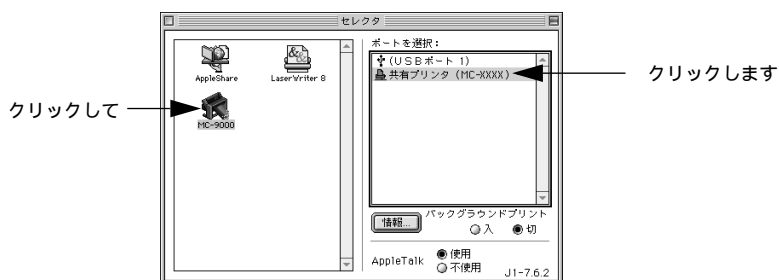 セレクタ
AppleShare
LaserWriter 8
MC-9000
クリックして
ポートを選択：
(USBポート 1)
共有プリンタ (MC-XXXX)
クリックします
情報...
バックグラウンドプリント
入 切
AppleTalk
使用
不使用
J1-7.6.2